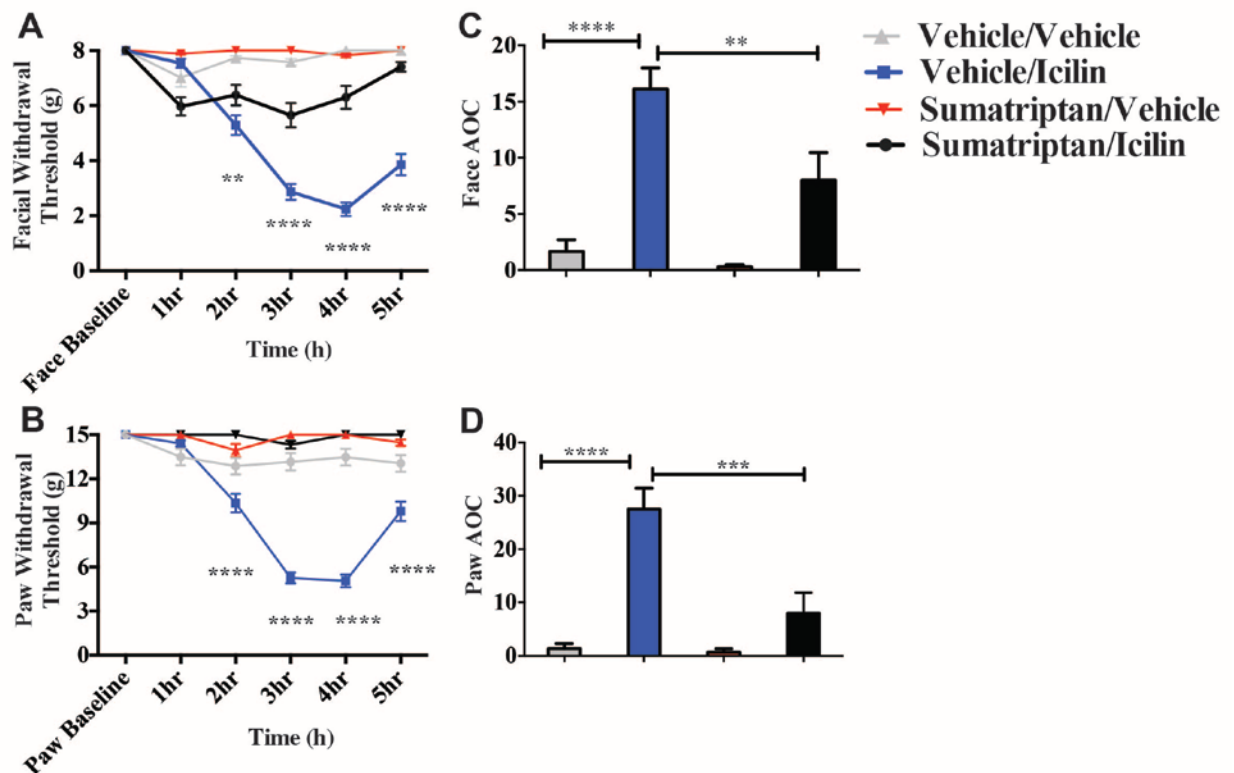 A
Facial Withdrawal
Threshold (g)
8
6
4
2
0
**
****
****
****
Face Baseline
1hr
2hr
3hr
4hr
5hr
Time (h)
C
Face AOC
20
15
10
5
0
****
**
Vehicle/Vehicle
Vehicle/Icilin
Sumatriptan/Vehicle
Sumatriptan/Icilin
B
Paw Withdrawal
Threshold (g)
15
12
9
6
3
0
****
****
****
****
Paw Baseline
1hr
2hr
3hr
4hr
5hr
Time (h)
D
Paw AOC
40
30
20
10
0
****
***